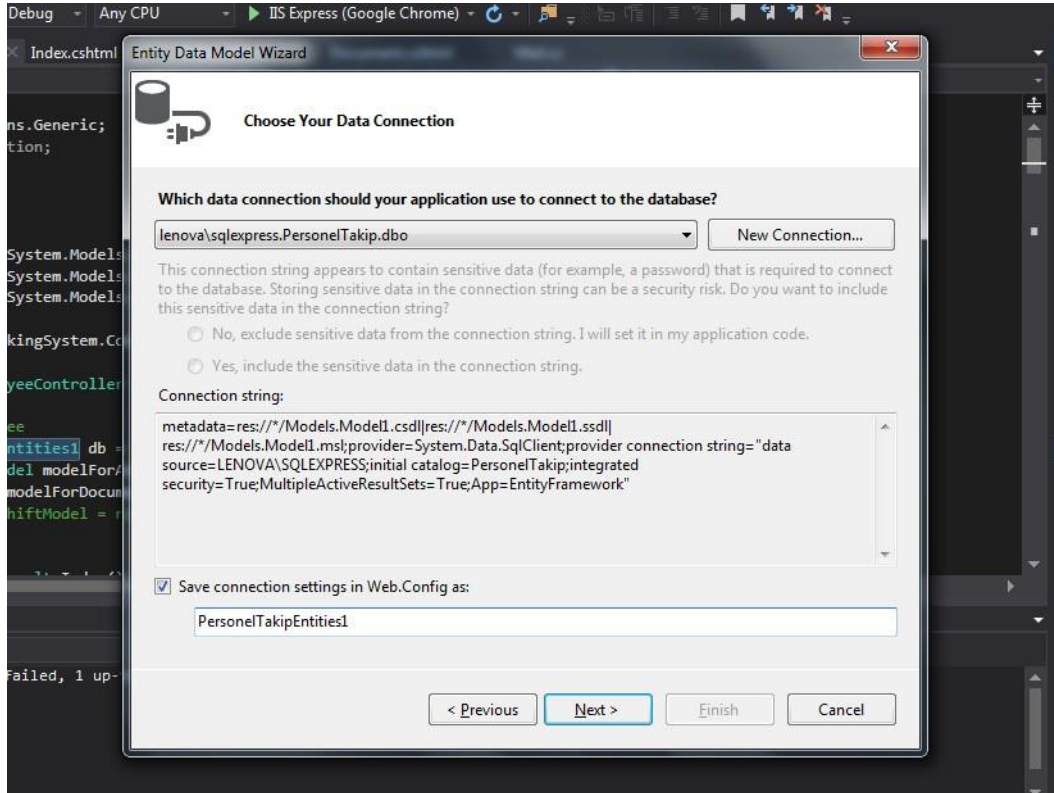 Debug Any CPU IIS Express (Google Chrome)
Index.cshtml
Entity Data Model Wizard
x
Choose Your Data Connection
ns.Generic;
tion;
Which data connection should your application use to connect to the database?
lenova\sqlexpress.PersonelTakip.dbo
New Connection...
This connection string appears to contain sensitive data (for example, a password) that is required to connect
to the database. Storing sensitive data in the connection string can be a security risk. Do you want to include
this sensitive data in the connection string?
No, exclude sensitive data from the connection string. I will set it in my application code.
Yes, include the sensitive data in the connection string.
System.Models
System.Models
System.Models
kingSystem.Co
yeeController
ee
ntities1 db =
del modelForA
modelForDocum
hiftModel = n
Connection string:
metadata=res://*/Models.Model1.csdl|res://*/Models.Model1.ssdl|
res://*/Models.Model1.msl;provider=System.Data.SqlClient;provider connection string="data
source=LENOVA\SQLEXPRESS;initial catalog=PersonelTakip;integrated
security=True;MultipleActiveResultSets=True;App=EntityFramework"
Save connection settings in Web.Config as:
PersonelTakipEntities1
Failed, 1 up-
< Previous
Next >
Finish
Cancel